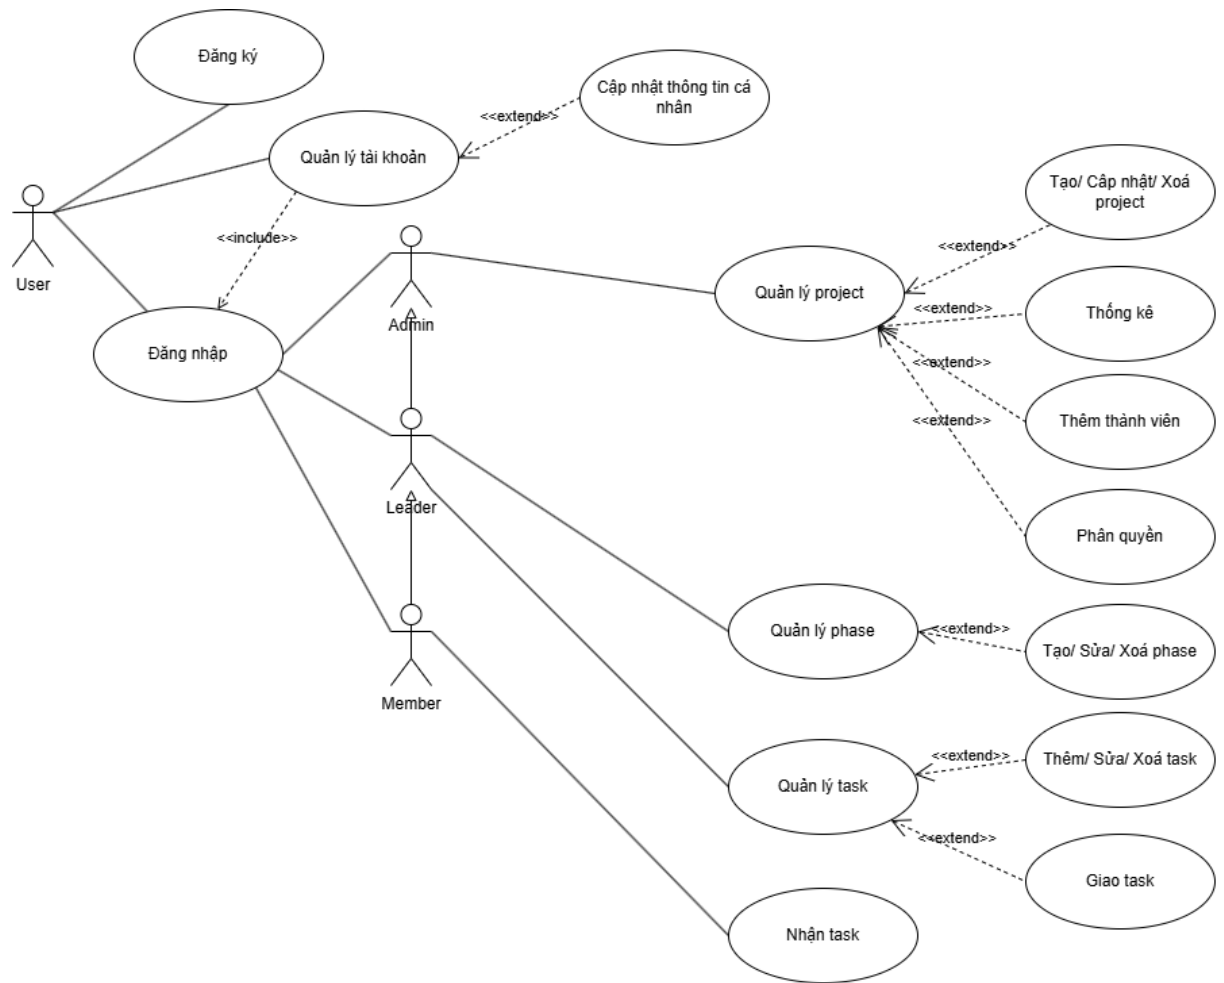 Đăng ký
Cập nhật thông tin cá
nhân
<<extend>>
Quản lý tài khoản
Tạo/ Câp nhật/ Xoá
project
<<include>>
<<extend>>
User
Quản lý project
<<extend>>
Thống kê
Admin
Đăng nhập
<<extend>>
Thêm thành viên
<<extend>>
Leader
Phân quyền
Quản lý phase
<<extend>>
Tạo/ Sửa/ Xoá phase
Member
<<extend>>
Thêm/ Sửa/ Xoá task
Quản lý task
<<extend>>
Giao task
Nhận task